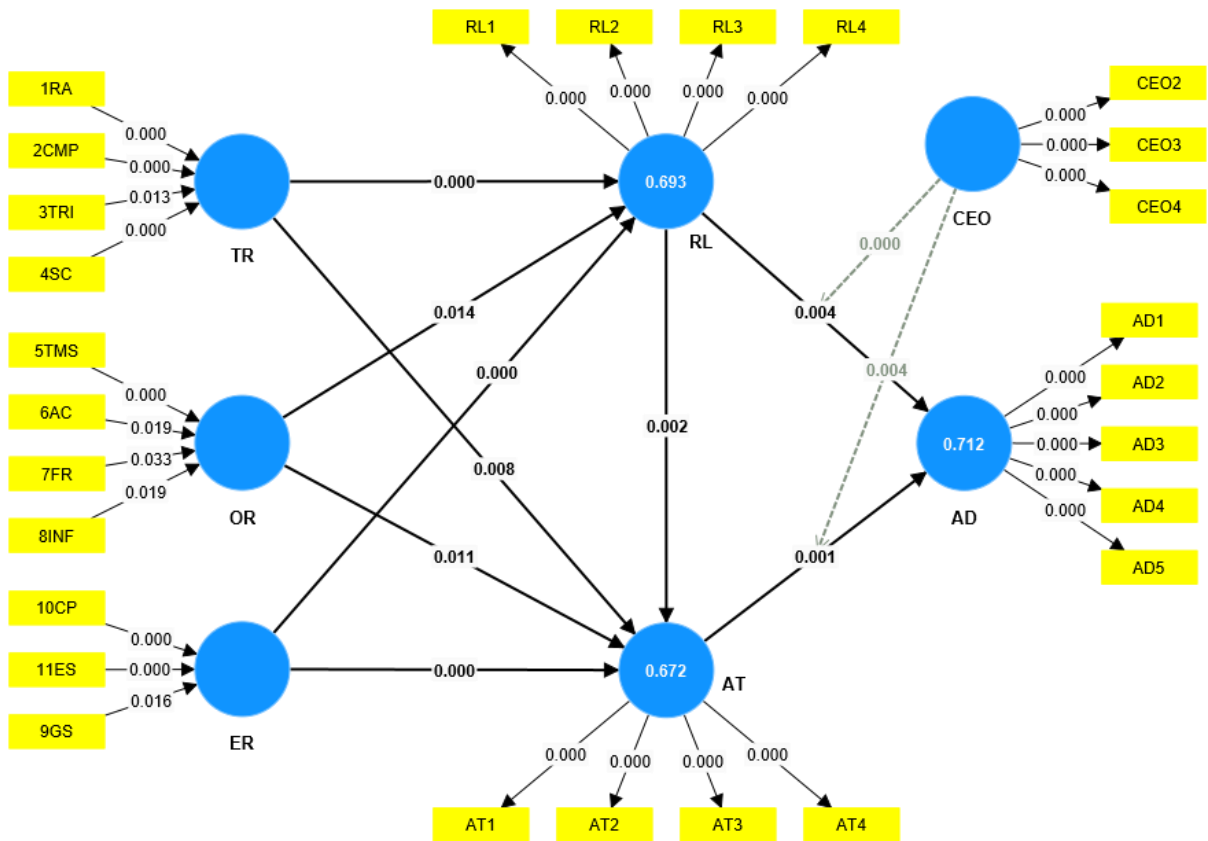 RL1
RL2
RL3
RL4
1RA
2CMP
3TRI
4SC
0.000
0.000
0.013
0.000
TR
0.000
0.000
0.000
0.000
0.000
0.693
RL
CEO
0.000
0.000
0.000
CEO2
CEO3
CEO4
0.000
0.004
0.004
0.014
0.000
0.002
5TMS
6AC
7FR
8INF
0.000
0.019
0.033
0.019
OR
0.008
0.011
0.712
AD
0.000
0.000
0.000
0.000
0.000
AD1
AD2
AD3
AD4
AD5
0.001
10CP
11ES
9GS
0.000
0.000
0.016
ER
0.000
0.672
AT
0.000
0.000
0.000
0.000
AT1
AT2
AT3
AT4